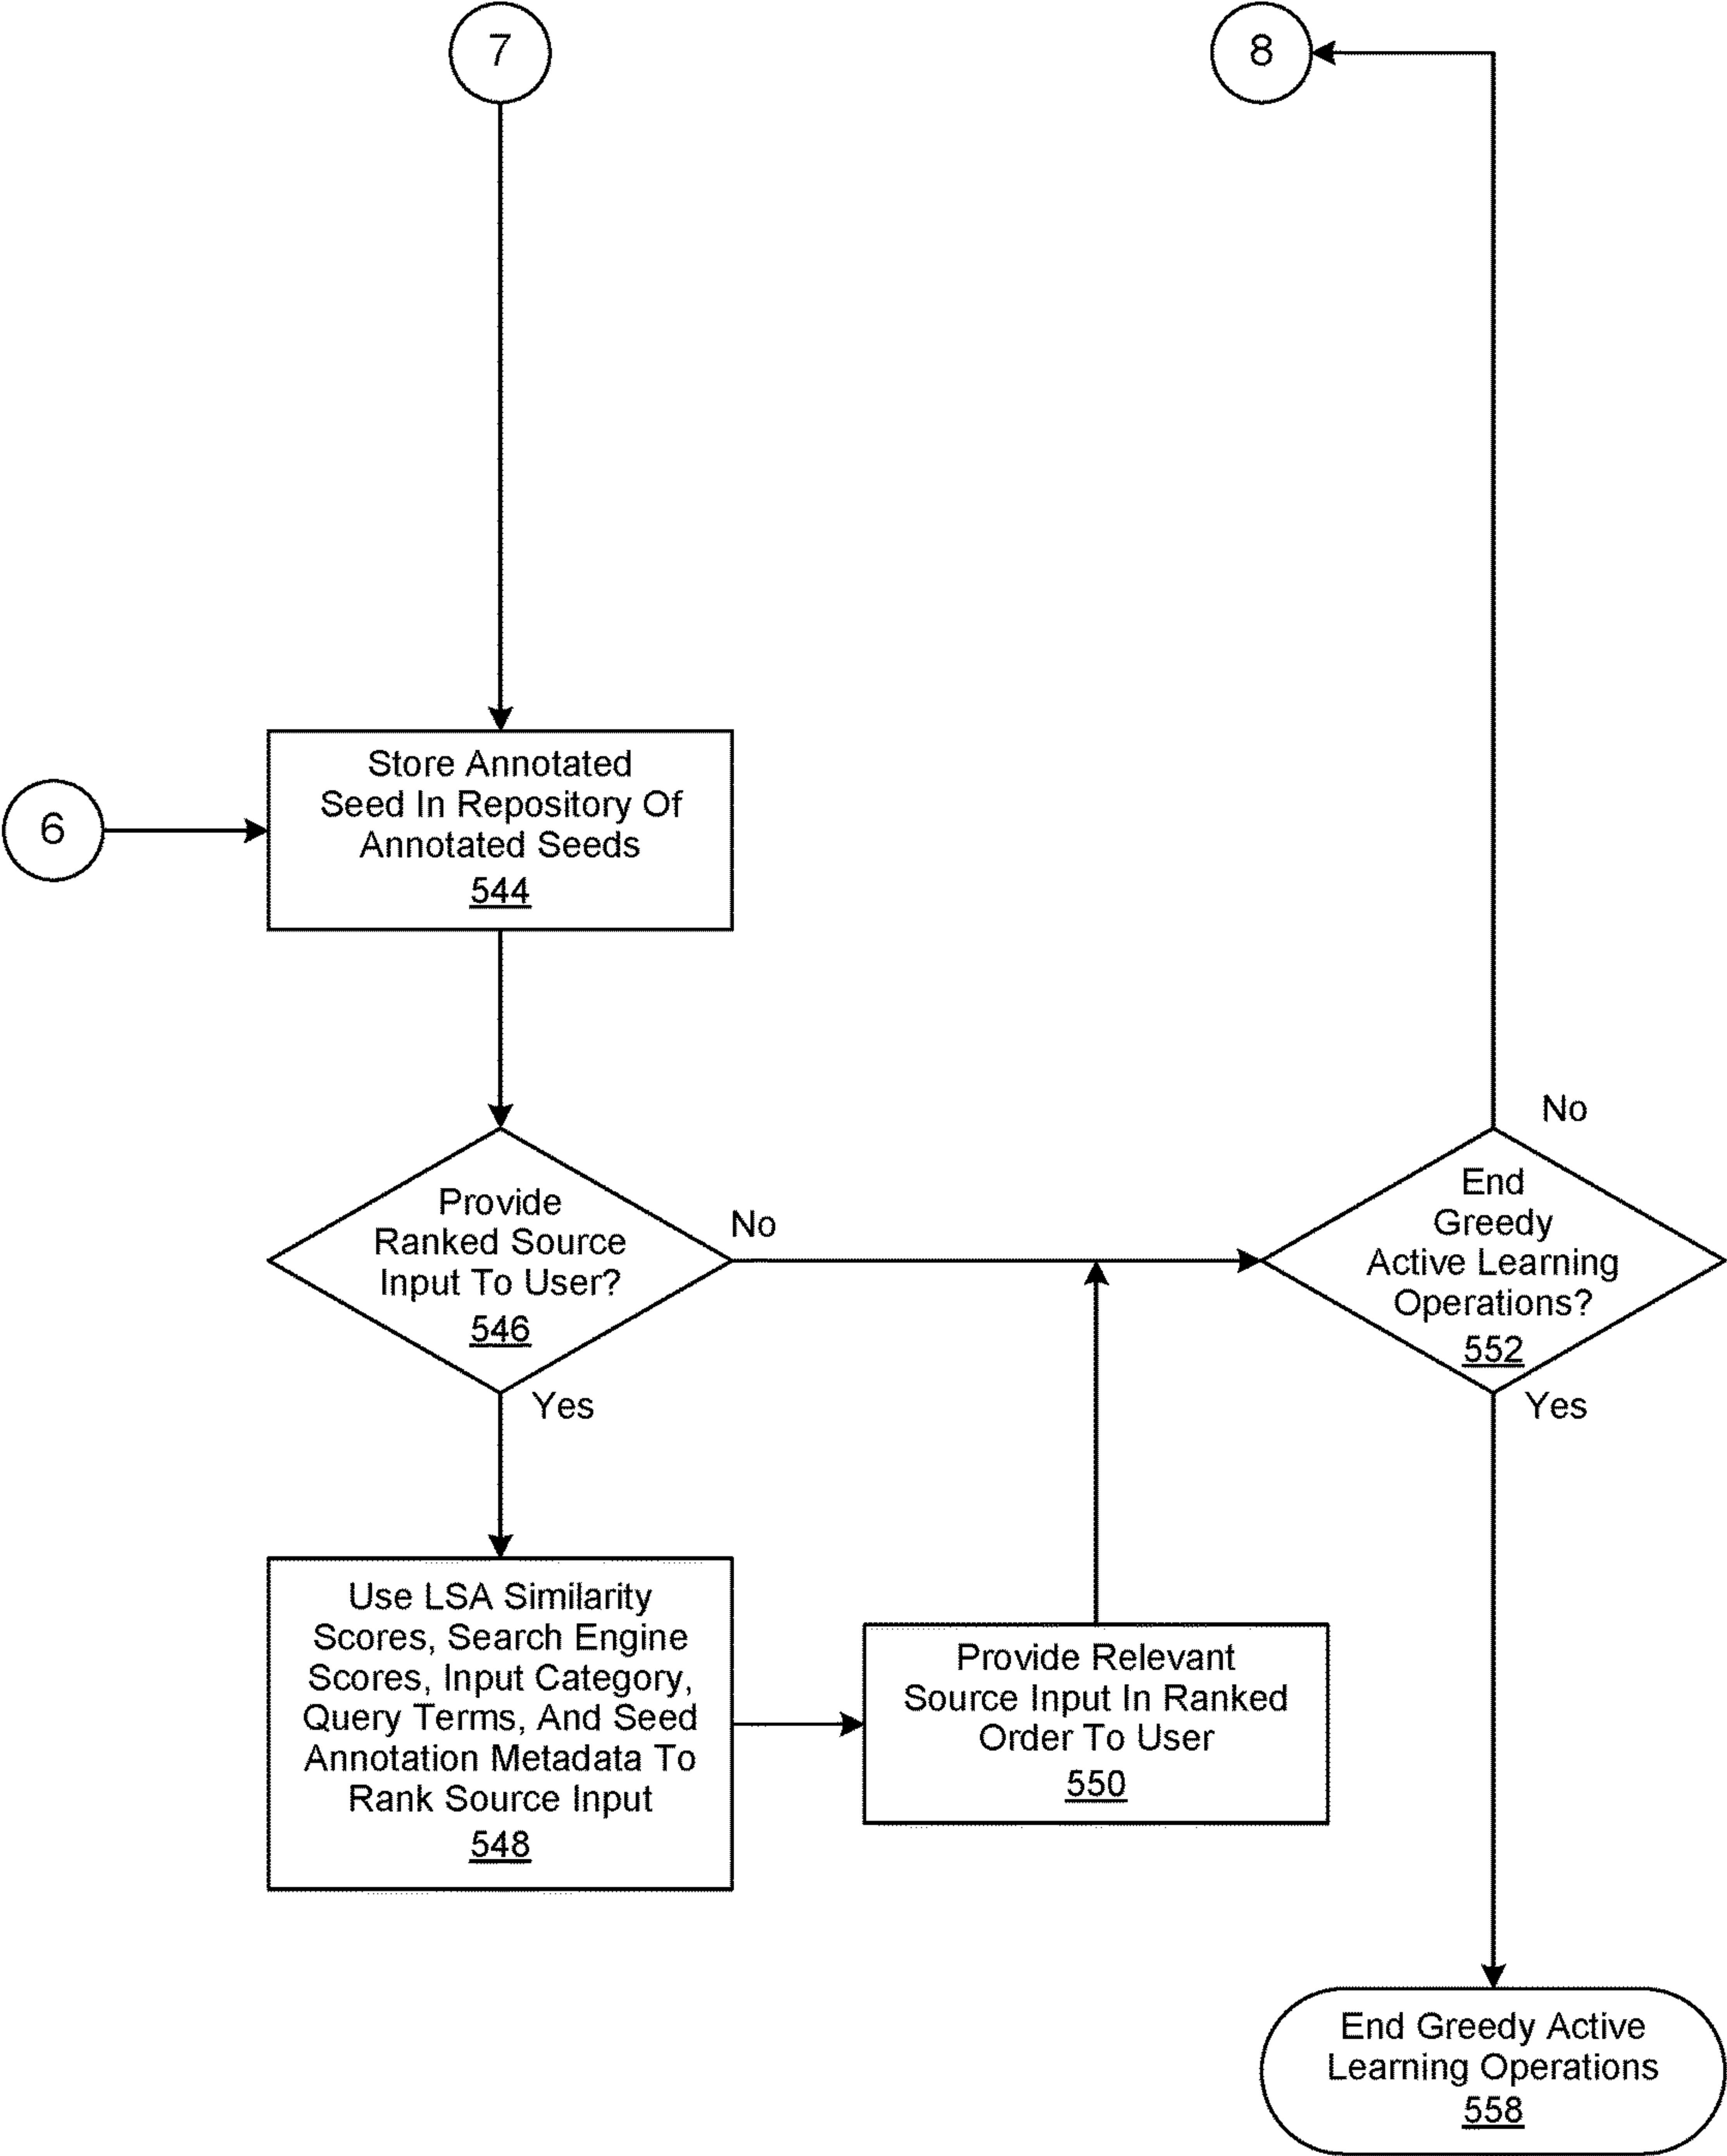 7
8
Store Annotated
Seed In Repository Of
Annotated Seeds
544
6
Provide
Ranked Source
Input To User?
546
No
Yes
End
Greedy
Active Learning
Operations?
552
No
Yes
Use LSA Similarity
Scores, Search Engine
Scores, Input Category,
Query Terms, And Seed
Annotation Metadata To
Rank Source Input
548
Provide Relevant
Source Input In Ranked
Order To User
550
End Greedy Active
Learning Operations
558